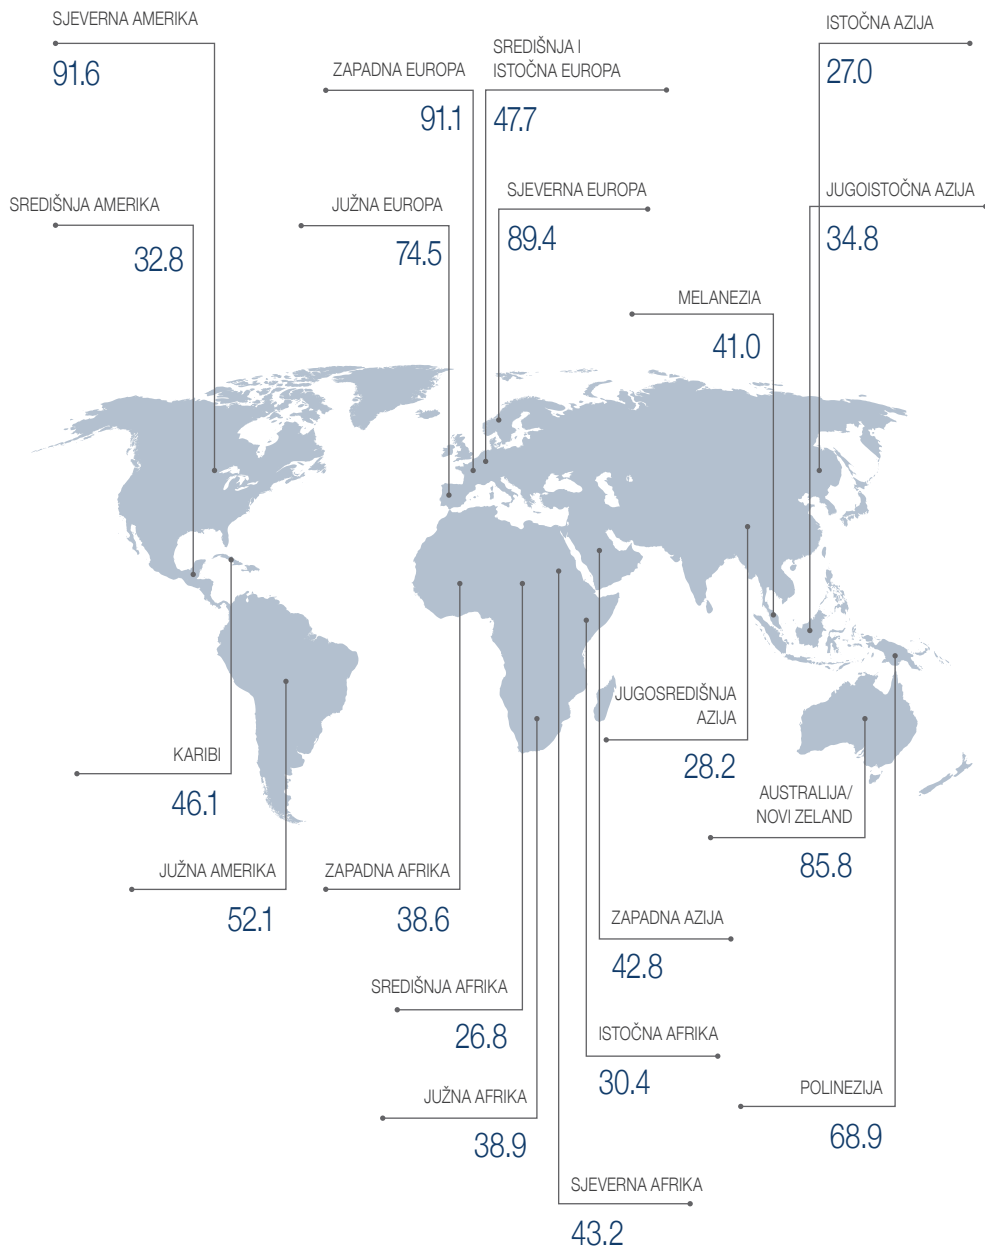 SJEVERNA AMERIKA
91.6
ZAPADNA EUROPA
91.1
SREDIŠNJA I
ISTOČNA EUROPA
47.7
ISTOČNA AZIJA
27.0
SREDIŠNJA AMERIKA
32.8
JUŽNA EUROPA
74.5
SJEVERNA EUROPA
89.4
JUGOISTOČNA AZIJA
34.8
MELANEZIA
41.0
JUGOSREDIŠNJA
AZIJA
28.2
KARIBI
46.1
AUSTRALIJA/
NOVI ZELAND
85.8
JUŽNA AMERIKA
52.1
ZAPADNA AFRIKA
38.6
ZAPADNA AZIJA
42.8
SREDIŠNJA AFRIKA
26.8
ISTOČNA AFRIKA
30.4
JUŽNA AFRIKA
38.9
POLINEZIJA
68.9
SJEVERNA AFRIKA
43.2